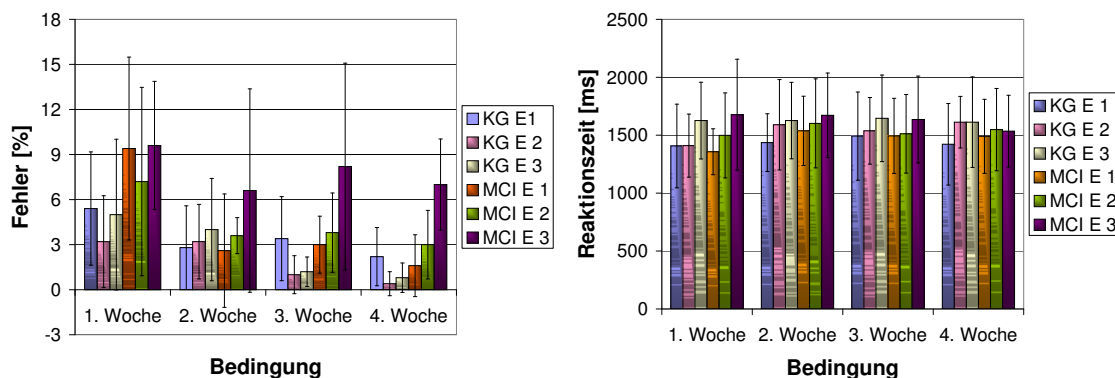 18
15
12
9
6
3
0
-3
Fehler [%]
1. Woche 2. Woche 3. Woche 4. Woche
Bedingung
KG E1
KG E 2
KG E 3
MCI E 1
MCI E 2
MCI E 3
2500
2000
1500
1000
500
0
Reaktionszeit [ms]
1. Woche 2. Woche 3. Woche 4. Woche
Bedingung
KG E 1
KG E 2
KG E 3
MCI E 1
MCI E 2
MCI E 3